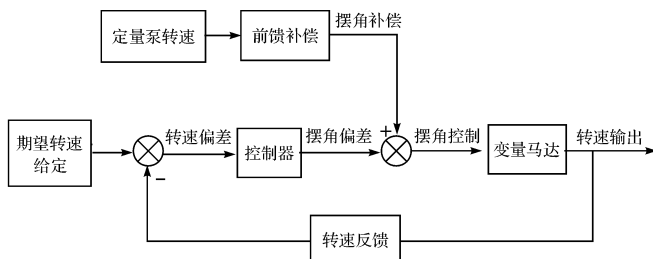 定量泵转速
前馈补偿
摆角补偿
期望转速
给定
转速偏差
控制器
摆角偏差
+
摆角控制
变量马达
转速输出
−
转速反馈